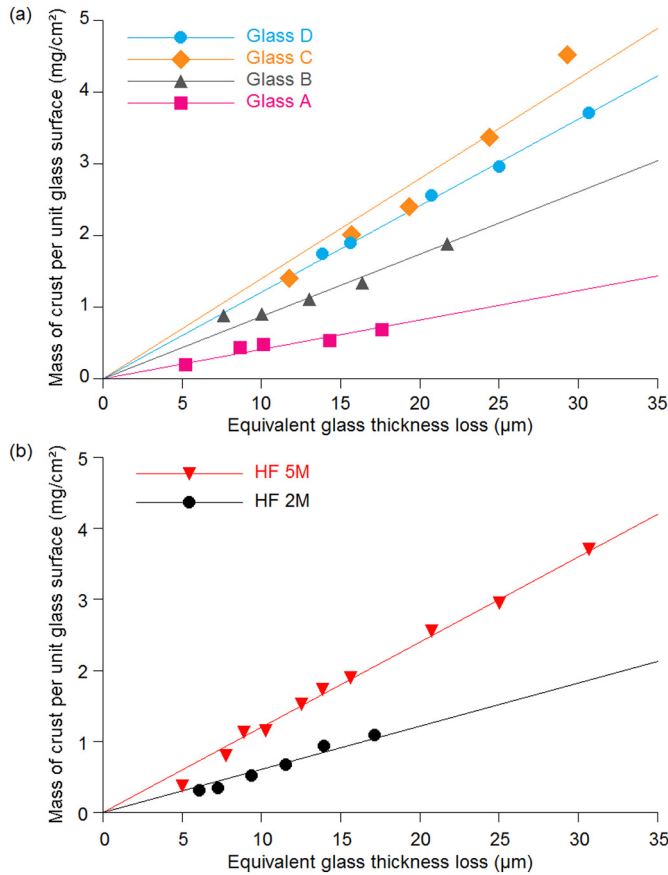 (a)
Mass of crust per unit glass surface (mg/cm²)
5
4
3
2
1
0
Glass D
Glass C
Glass B
Glass A
0 5 10 15 20 25 30 35
Equivalent glass thickness loss (µm)
(b)
Mass of crust per unit glass surface (mg/cm²)
5
4
3
2
1
0
HF 5M
HF 2M
0 5 10 15 20 25 30 35
Equivalent glass thickness loss (µm)